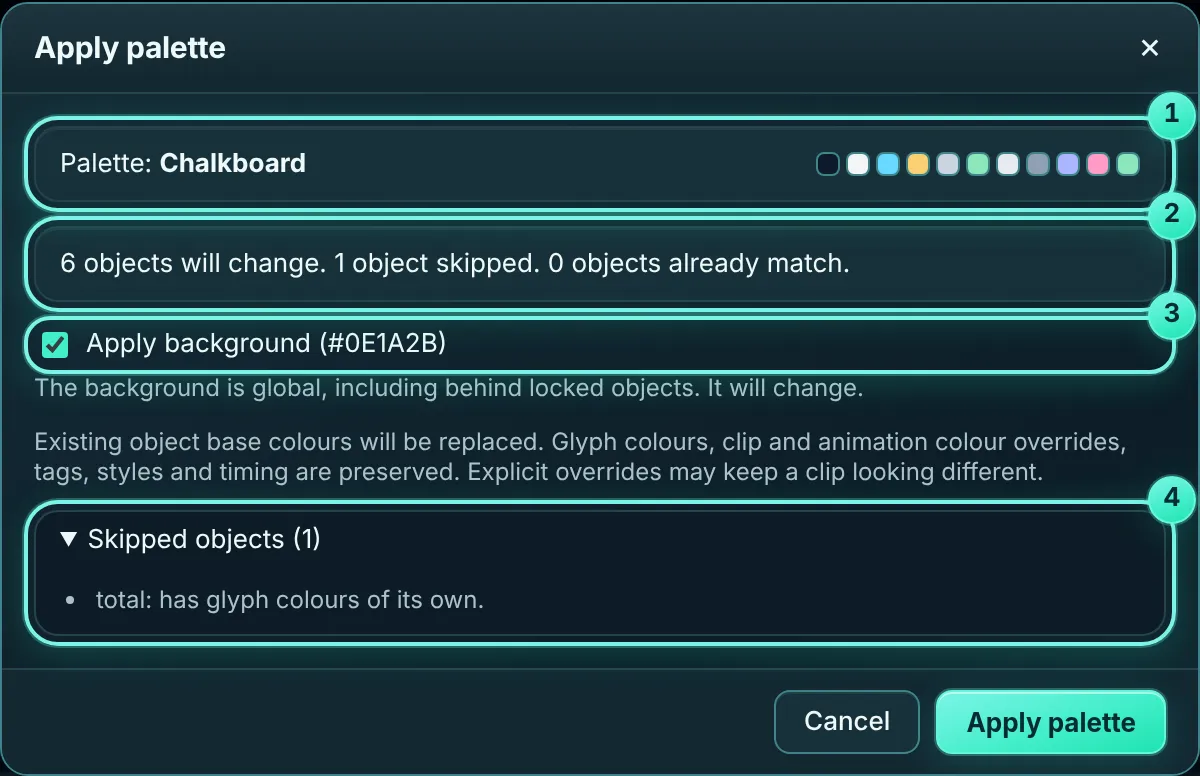 Apply palette
1
Palette: Chalkboard
2
6 objects will change. 1 object skipped. 0 objects already match.
3
Apply background (#0E1A2B)
The background is global, including behind locked objects. It will change.
Existing object base colours will be replaced. Glyph colours, clip and animation colour overrides,
tags, styles and timing are preserved. Explicit overrides may keep a clip looking different.
4
Skipped objects (1)
• total: has glyph colours of its own.
Cancel
Apply palette